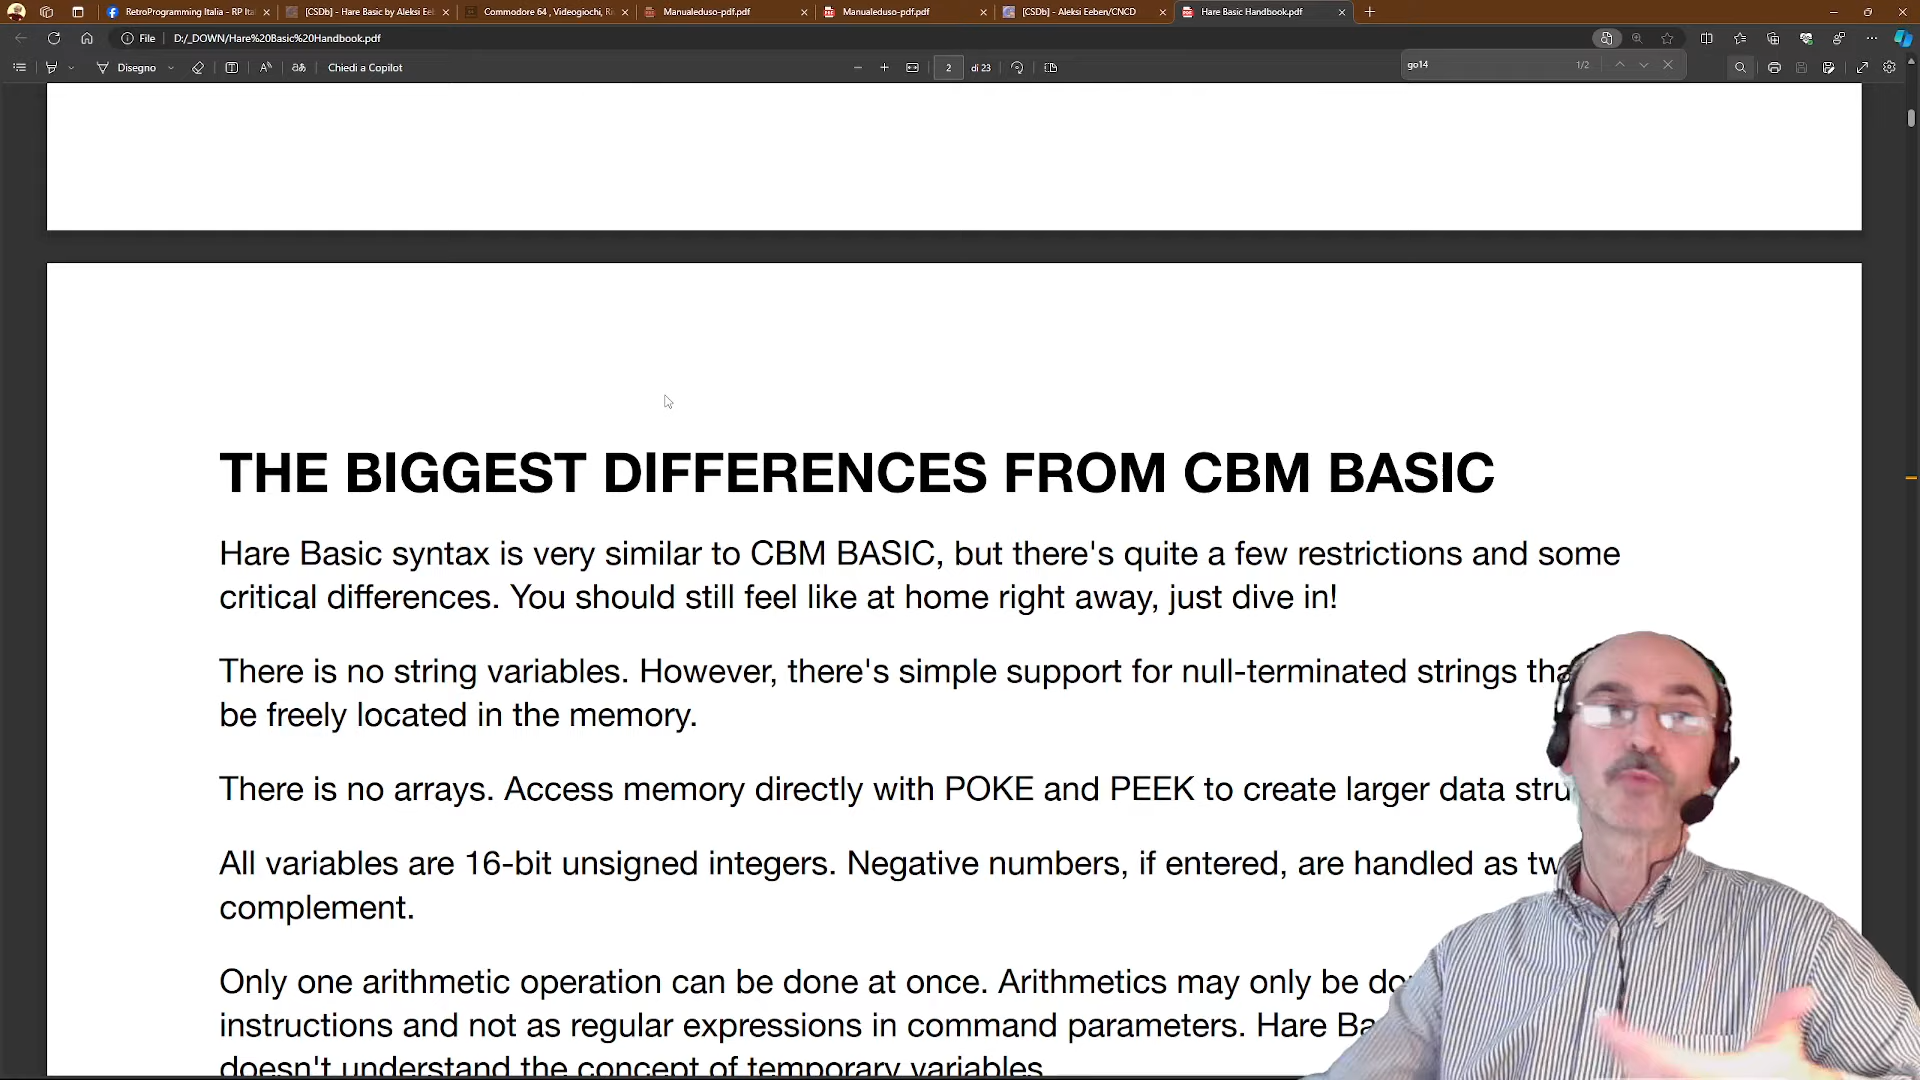 RetroProgramming Italia - RP Ita
[CSDb] - Hare Basic by Aleksi Eeb
Commodore 64 , Videogiochi, Ri
Manualeduso-pdf.pdf
Manualeduso-pdf.pdf
[CSDb] - Aleksi Eeben/CNCD
Hare Basic Handbook.pdf
File D:/_DOWN/Hare%20Basic%20Handbook.pdf
Disegno
Chiedi a Copilot
2 di 23
go14 1/2
THE BIGGEST DIFFERENCES FROM CBM BASIC
Hare Basic syntax is very similar to CBM BASIC, but there's quite a few restrictions and some
critical differences. You should still feel like at home right away, just dive in!
There is no string variables. However, there's simple support for null-terminated strings tha
be freely located in the memory.
There is no arrays. Access memory directly with POKE and PEEK to create larger data stru
All variables are 16-bit unsigned integers. Negative numbers, if entered, are handled as tw
complement.
Only one arithmetic operation can be done at once. Arithmetics may only be do
instructions and not as regular expressions in command parameters. Hare Ba
doesn't understand the concept of temporary variables.